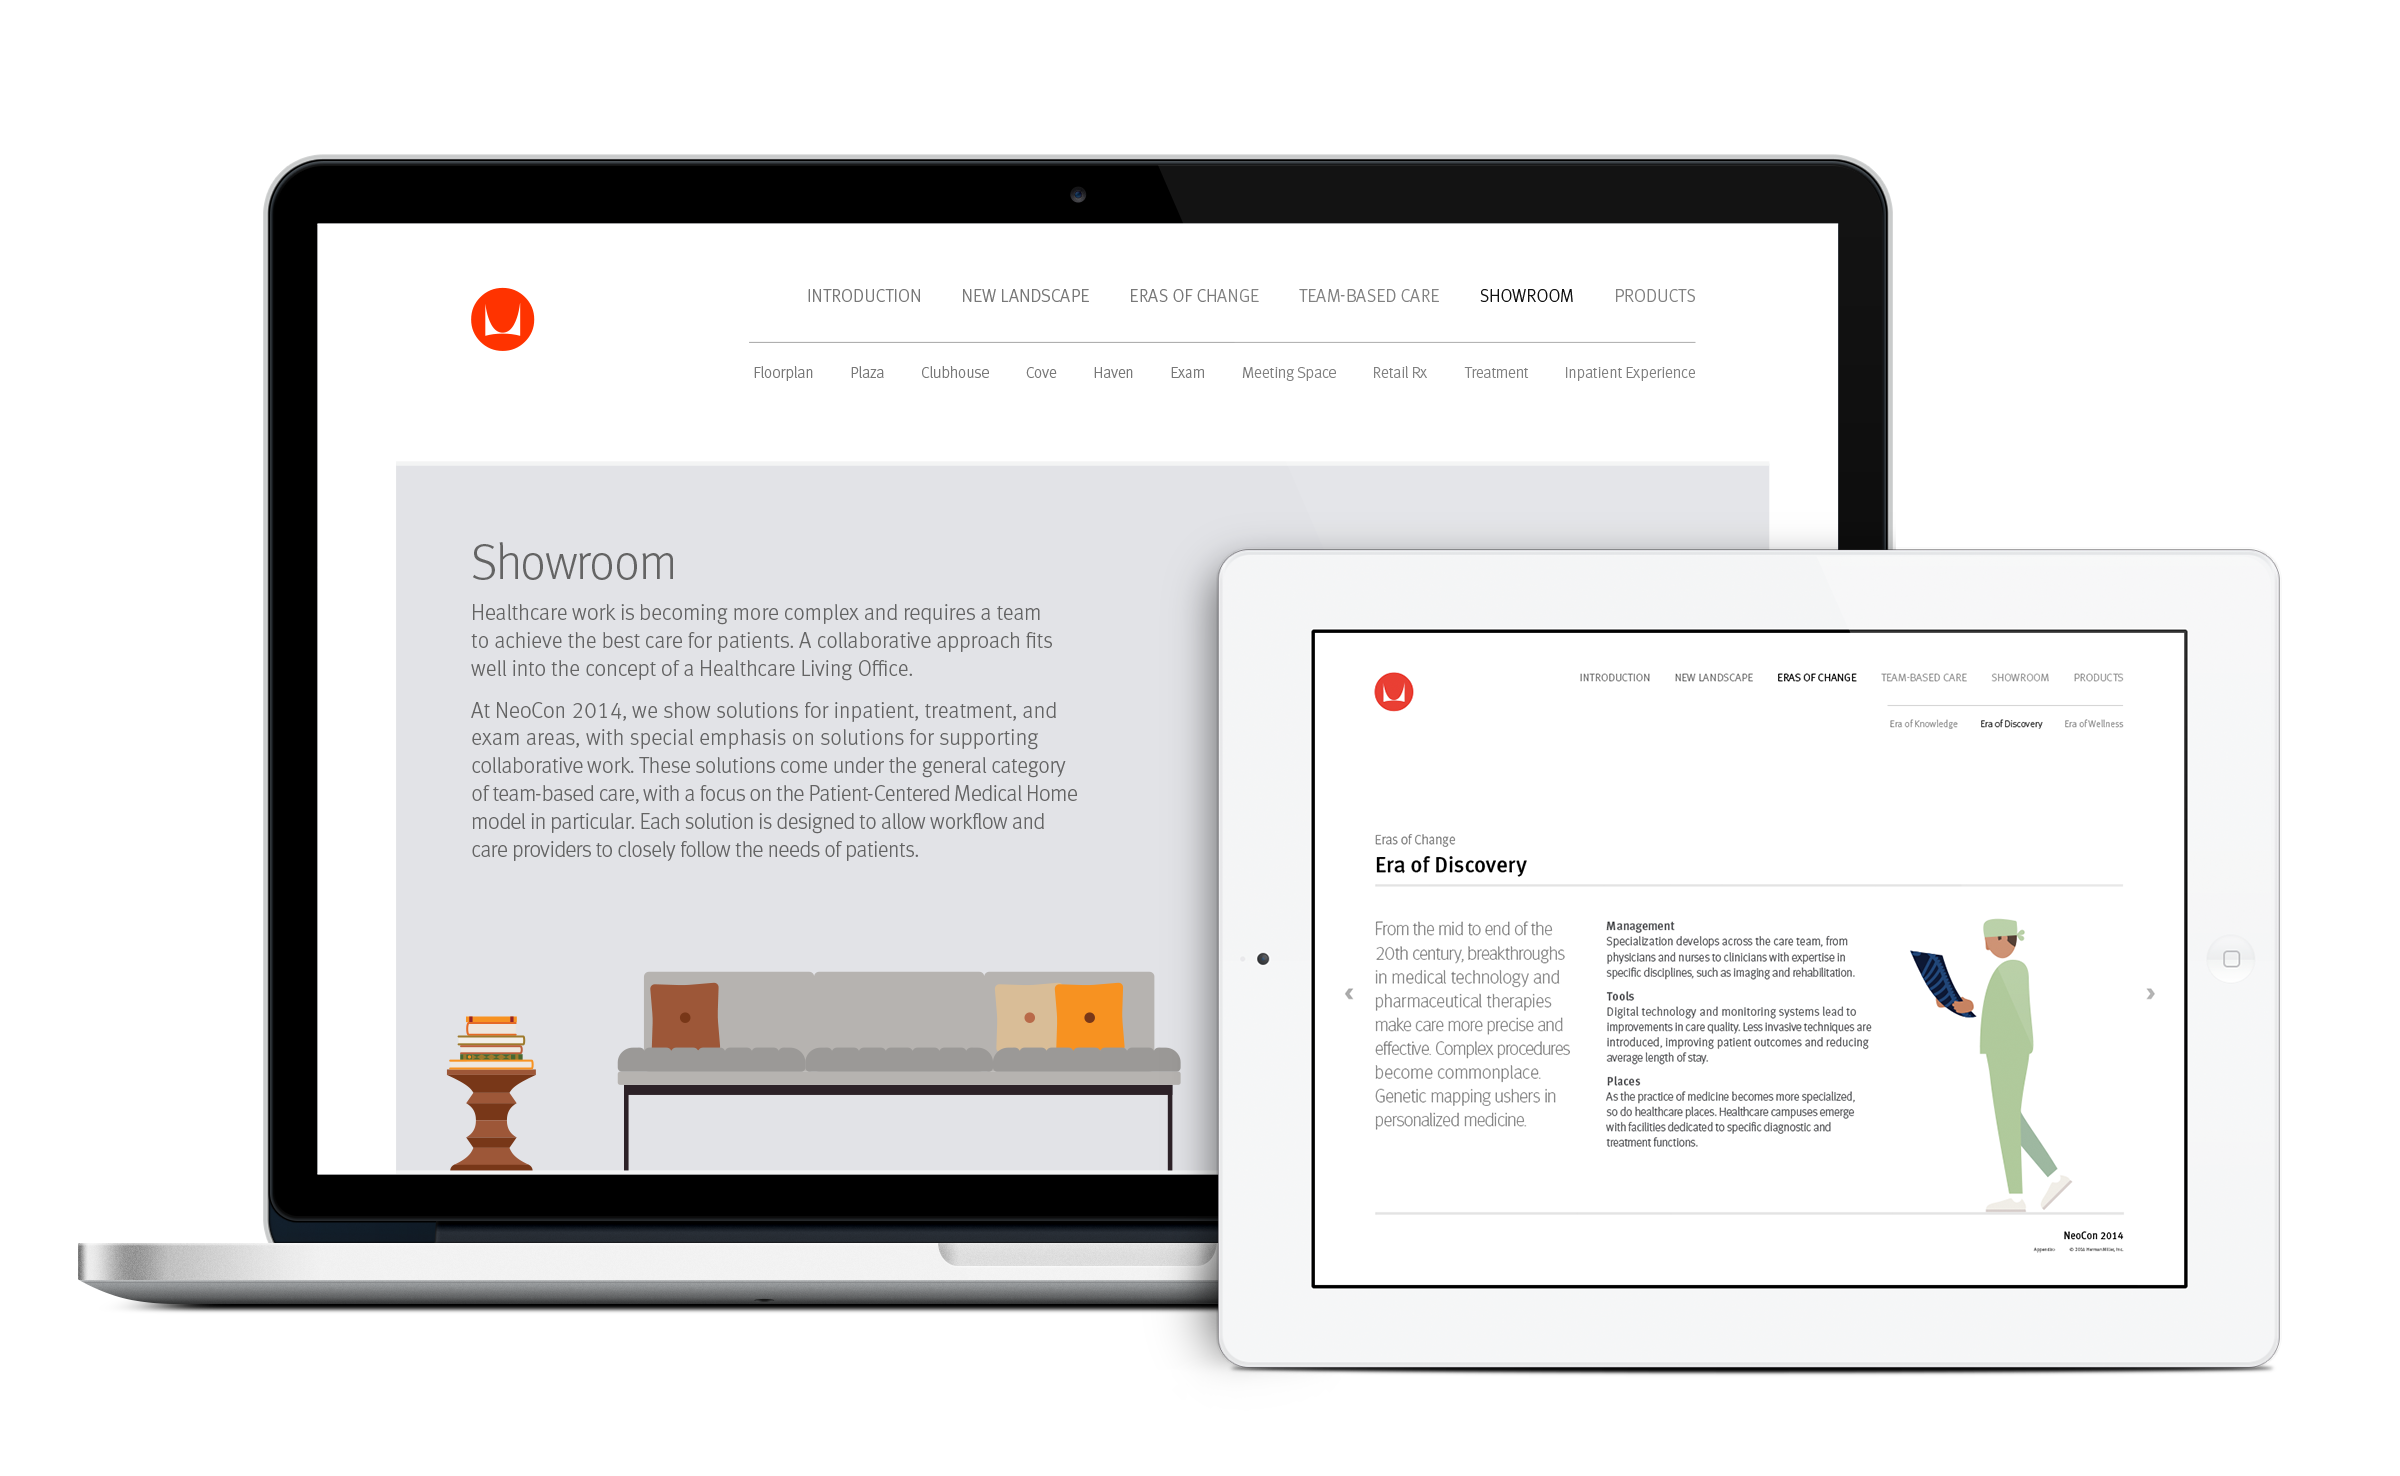 INTRODUCTION NEW LANDSCAPE ERAS OF CHANGE TEAM-BASED CARE SHOWROOM PRODUCTS
Floorplan Plaza Clubhouse Cove Haven Exam Meeting Space Retail Rx Treatment Inpatient Experience
Showroom
Healthcare work is becoming more complex and requires a team
to achieve the best care for patients. A collaborative approach fits
well into the concept of a Healthcare Living Office.
At NeoCon 2014, we show solutions for inpatient, treatment, and
exam areas, with special emphasis on solutions for supporting
collaborative work. These solutions come under the general category
of team-based care, with a focus on the Patient-Centered Medical Home
model in particular. Each solution is designed to allow workflow and
care providers to closely follow the needs of patients.
INTRODUCTION NEW LANDSCAPE ERAS OF CHANGE TEAM-BASED CARE SHOWROOM PRODUCTS
Era of Knowledge Era of Discovery Era of Wellness
Eras of Change
Era of Discovery
From the mid to end of the
20th century, breakthroughs
in medical technology and
pharmaceutical therapies
make care more precise and
effective. Complex procedures
become commonplace.
Genetic mapping ushers in
personalized medicine.
Management
Specialization develops across the care team, from
physicians and nurses to clinicians with expertise in
specific disciplines, such as imaging and rehabilitation.
Tools
Digital technology and monitoring systems lead to
improvements in care quality. Less invasive techniques are
introduced, improving patient outcomes and reducing
average length of stay.
Places
As the practice of medicine becomes more specialized,
so do healthcare places. Healthcare campuses emerge
with facilities dedicated to specific diagnostic and
treatment functions.
NeoCon 2014
© 2014 Herman Miller, Inc.